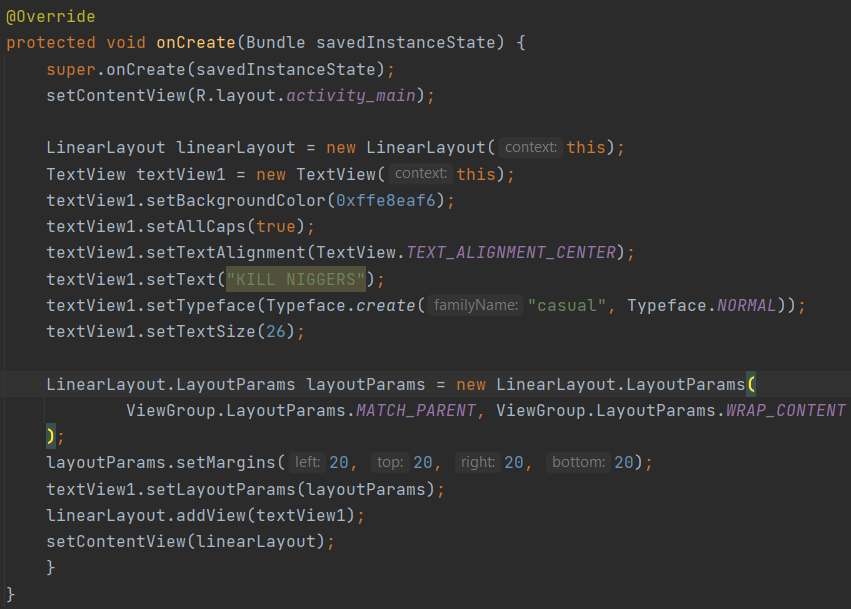 @Override
protected void onCreate(Bundle savedInstanceState) {
super.onCreate(savedInstanceState);
setContentView(R.layout.activity_main);
LinearLayout linearLayout = new LinearLayout( context: this);
TextView textView1 = new TextView( context: this);
textView1.setBackgroundColor(0xffe8eaf6);
textView1.setAllCaps(true);
textView1.setTextAlignment(TextView.TEXT_ALIGNMENT_CENTER);
textView1.setText("KILL NIGGERS");
textView1.setTypeface(Typeface.create( familyName: "casual", Typeface.NORMAL));
textView1.setTextSize(26);
LinearLayout.LayoutParams layoutParams = new LinearLayout.LayoutParams(
ViewGroup.LayoutParams.MATCH_PARENT, ViewGroup.LayoutParams.WRAP_CONTENT
);
layoutParams.setMargins( left: 20, top: 20, right: 20, bottom: 20);
textView1.setLayoutParams(layoutParams);
linearLayout.addView(textView1);
setContentView(linearLayout);
}
}